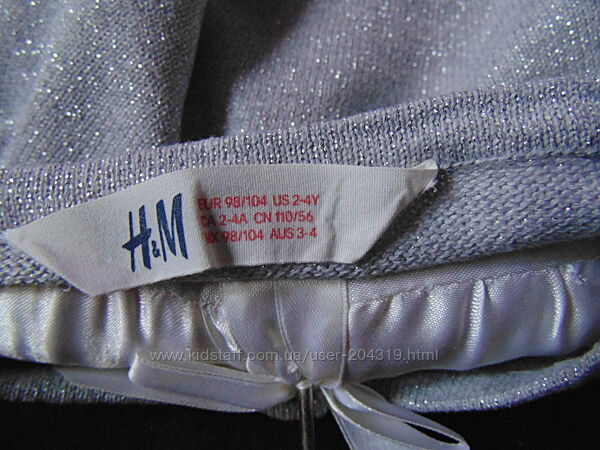 H&M
EUR 98/104 US 2-4Y
CA 2-4A CN 110/56
MX 98/104 AUS 3-4
www.kidstaff.com.ua/user-204319.html